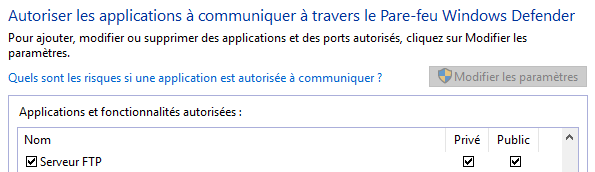 Autoriser les applications à communiquer à travers le Pare-feu Windows Defender
Pour ajouter, modifier ou supprimer des applications et des ports autorisés, cliquez sur Modifier les
paramètres.
Quels sont les risques si une application est autorisée à communiquer ?
Modifier les paramètres
Applications et fonctionnalités autorisées :
Nom Privé Public
Serveur FTP